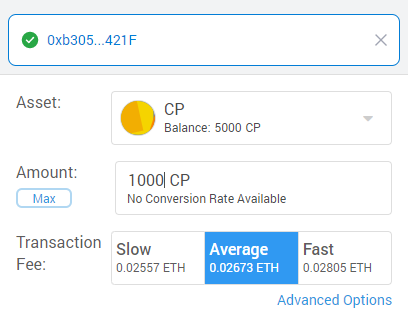 0xb305...421F
Asset:
CP
Balance: 5000 CP
Amount:
Max
1000 CP
No Conversion Rate Available
Transaction Fee:
Slow
0.02557 ETH
Average
0.02673 ETH
Fast
0.02805 ETH
Advanced Options